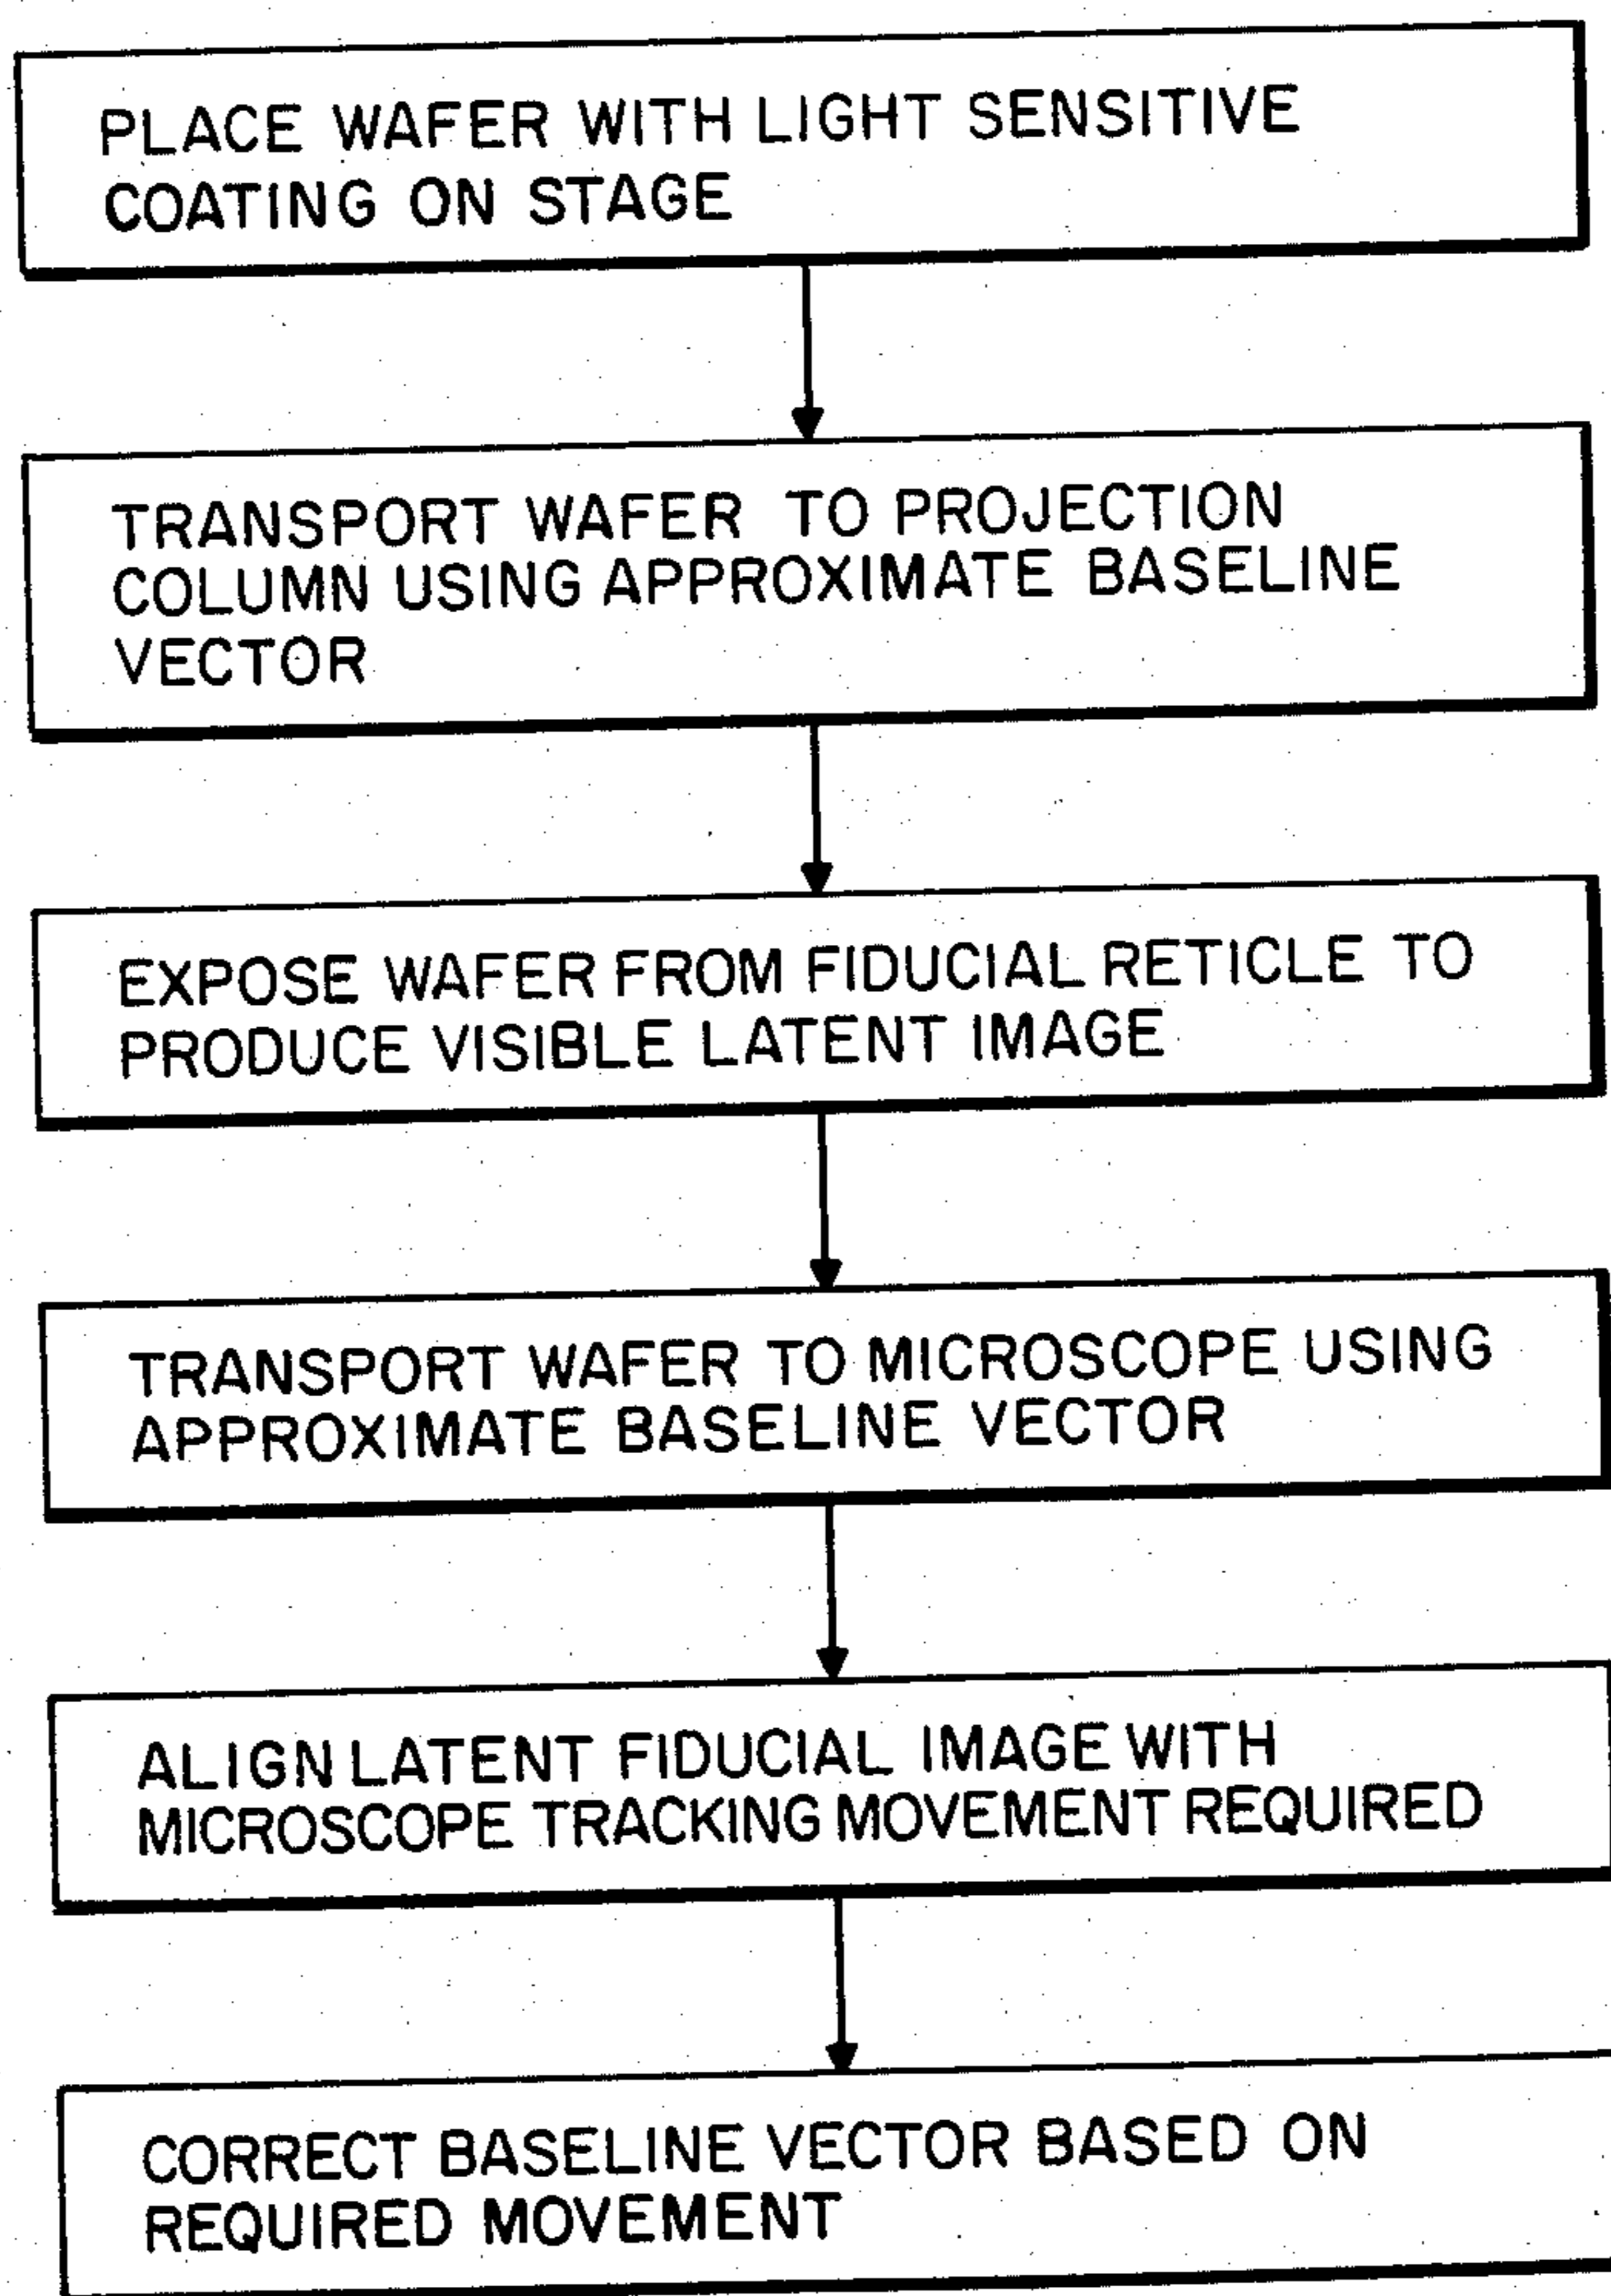 PLACE WAFER WITH LIGHT SENSITIVE
COATING ON STAGE
TRANSPORT WAFER TO PROJECTION
COLUMN USING APPROXIMATE BASELINE
VECTOR
EXPOSE WAFER FROM FIDUCIAL RETICLE TO
PRODUCE VISIBLE LATENT IMAGE
TRANSPORT WAFER TO MICROSCOPE USING
APPROXIMATE BASELINE VECTOR
ALIGN LATENT FIDUCIAL IMAGE WITH
MICROSCOPE TRACKING MOVEMENT REQUIRED
CORRECT BASELINE VECTOR BASED ON
REQUIRED MOVEMENT